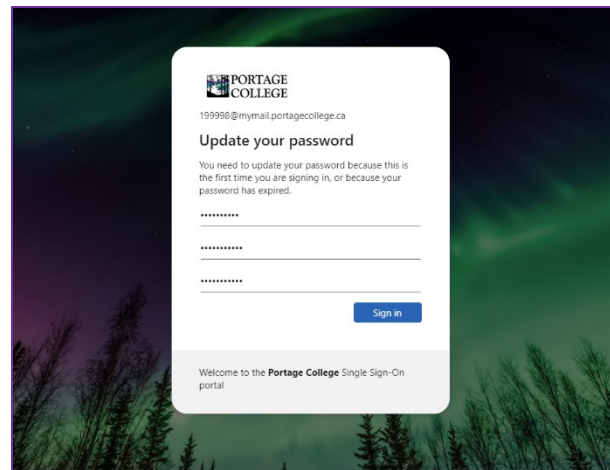 PORTAGE
COLLEGE
199998@mymail.portagecollege.ca
Update your password
You need to update your password because this is
the first time you are signing in, or because your
password has expired.
••••••••••
•••••••••••
•••••••••••
Sign in
Welcome to the Portage College Single Sign-On
portal